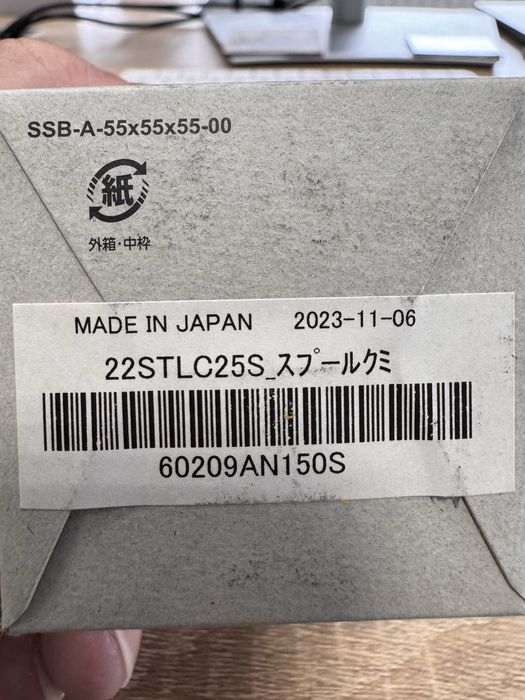 SSB-A-55x55x55-00
紙
外箱・中枠
MADE IN JAPAN 2023-11-06
22STLC25S_スプールクミ
60209AN150S